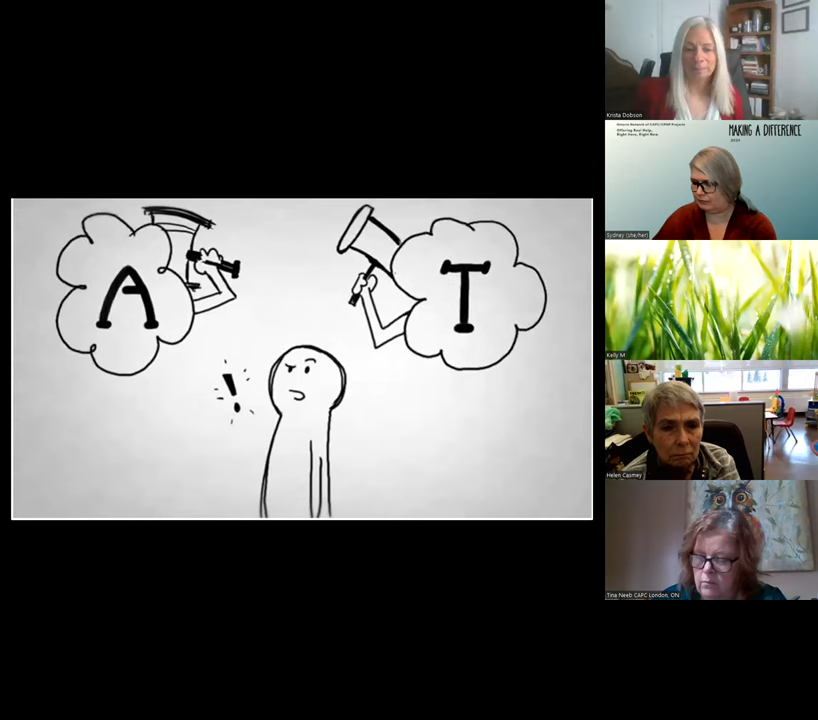 A
T
!
Krista Dobson
Ontario Network of CAPC/CPNP Projects
Offering Real Help,
Right Here, Right Now
MAKING A DIFFERENCE
2023
Sydney (she/her)
Kelly M
Helen Casmey
Tina Neeb CAPC London, ON